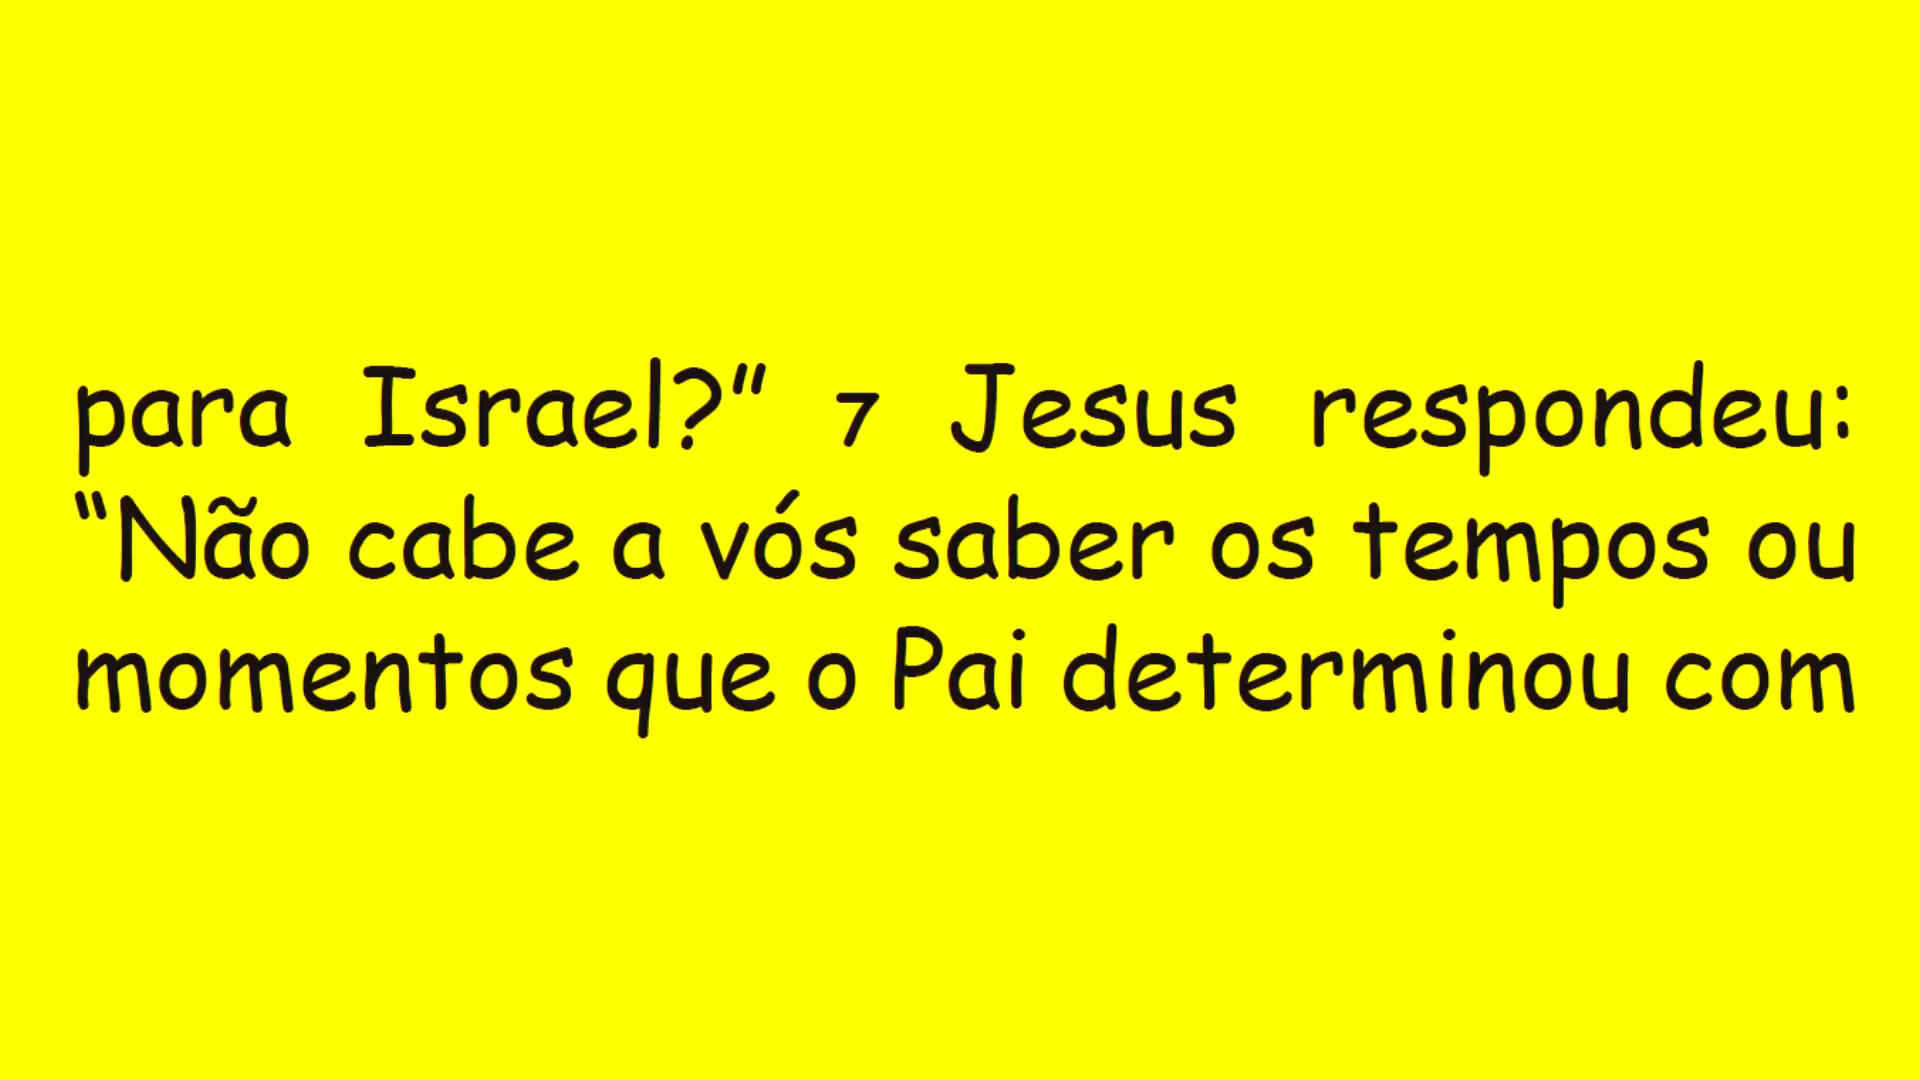 para Israel?” 7 Jesus respondeu:
“Não cabe a vós saber os tempos ou
momentos que o Pai determinou com